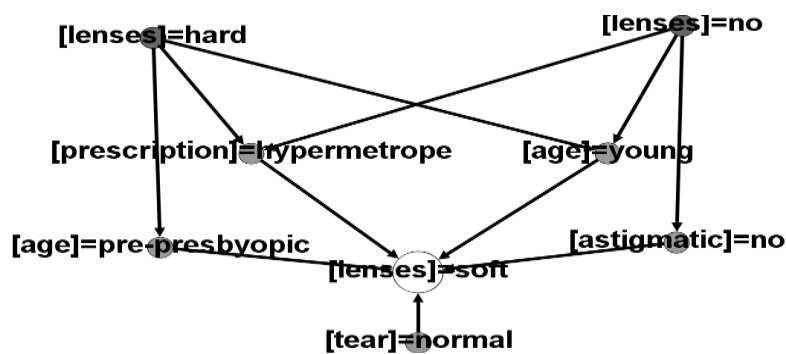 [lenses]=hard
[lenses]=no
[prescription]=hypermetrope
[age]=young
[age]=pre-presbyopic
[astigmatic]=no
[lenses]=soft
[tear]=normal